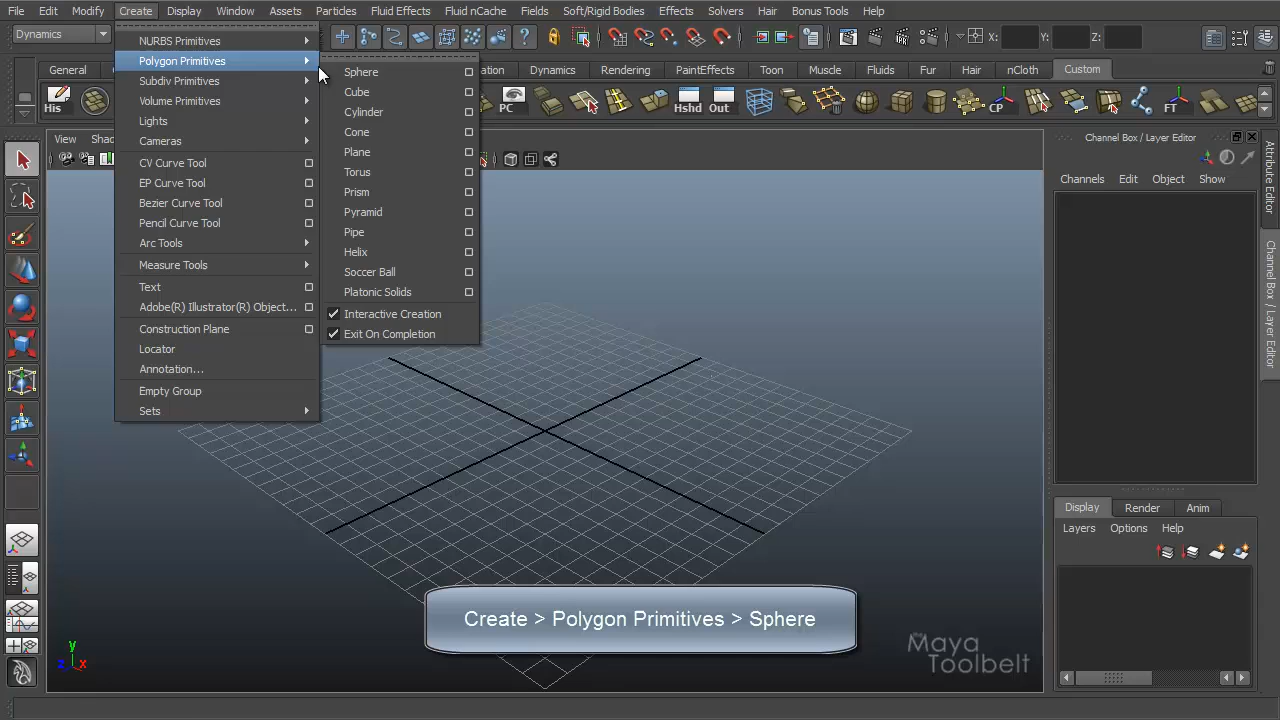 File Edit Modify Create Display Window Assets Particles Fluid Effects Fluid nCache Fields Soft/Rigid Bodies Effects Solvers Hair Bonus Tools Help
Dynamics X: Y: Z:
General Dynamics Rendering PaintEffects Toon Muscle Fluids Fur Hair nCloth Custom
His PC Hshd Out CP FT
NURBS Primitives
Polygon Primitives
Subdiv Primitives
Volume Primitives
Lights
Cameras
CV Curve Tool
EP Curve Tool
Bezier Curve Tool
Pencil Curve Tool
Arc Tools
Measure Tools
Text
Adobe(R) Illustrator(R) Object...
Construction Plane
Locator
Annotation...
Empty Group
Sets
Sphere
Cube
Cylinder
Cone
Plane
Torus
Prism
Pyramid
Pipe
Helix
Soccer Ball
Platonic Solids
Interactive Creation
Exit On Completion
View
Channel Box / Layer Editor
Channels Edit Object Show
Attribute Editor
Channel Box / Layer Editor
Display Render Anim
Layers Options Help
Create > Polygon Primitives > Sphere
Maya
Toolbelt
y
z x